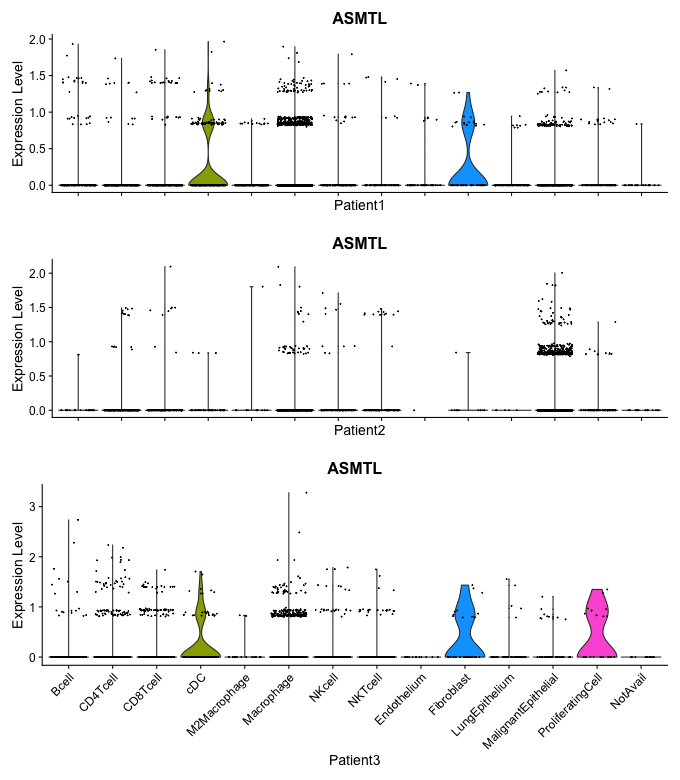 ASMTL
Expression Level
2.0
1.5
1.0
0.5
0.0
Patient1
ASMTL
Expression Level
2.0
1.5
1.0
0.5
0.0
Patient2
ASMTL
Expression Level
3
2
1
0
Bcell
CD4Tcell
CD8Tcell
cDC
M2Macrophage
Macrophage
NKcell
NKTcell
Endothelium
Fibroblast
LungEpithelium
MalignantEpithelial
ProliferatingCell
NotAvail
Patient3